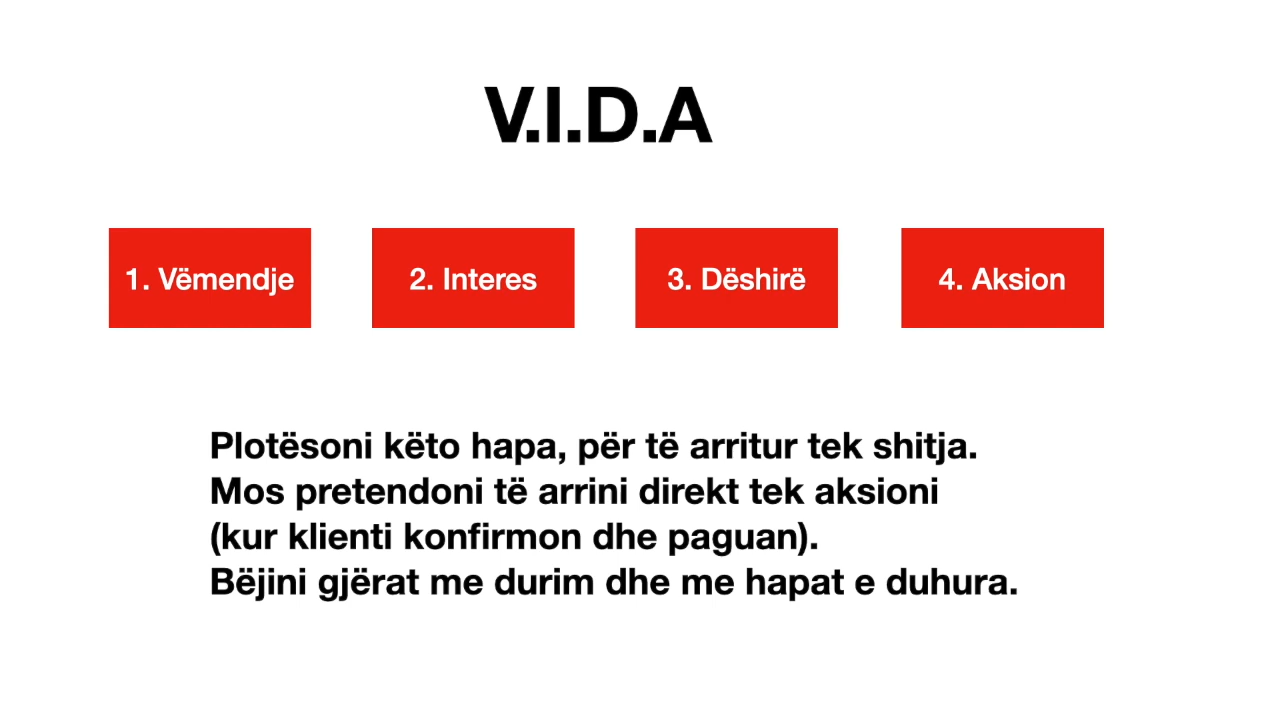 V.I.D.A
1. Vëmendje
2. Interes
3. Dëshirë
4. Aksion
Plotësoni këto hapa, për të arritur tek shitja.
Mos pretendoni të arrini direkt tek aksioni
(kur klienti konfirmon dhe paguan).
Bëjini gjërat me durim dhe me hapat e duhura.